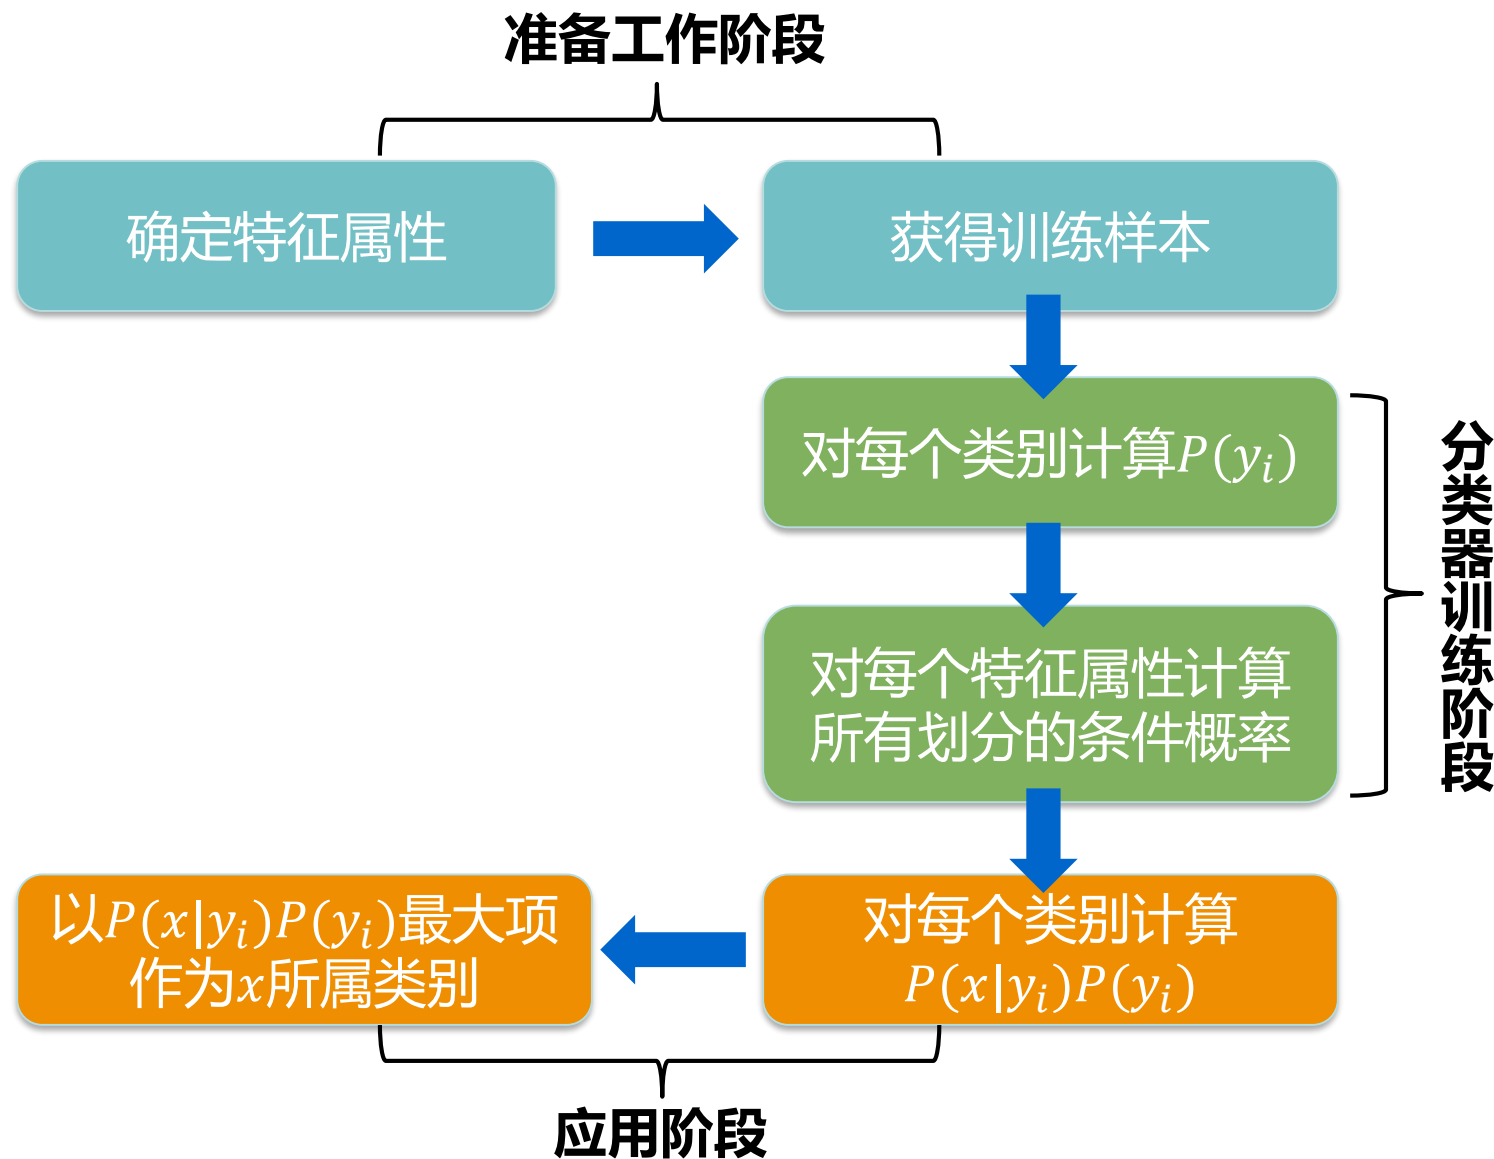 准备工作阶段
确定特征属性
获得训练样本
对每个类别计算P(yᵢ)
分类器训练阶段
对每个特征属性计算
所有划分的条件概率
对每个类别计算
P(x|yᵢ)P(yᵢ)
以P(x|yᵢ)P(yᵢ)最大项
作为x所属类别
应用阶段